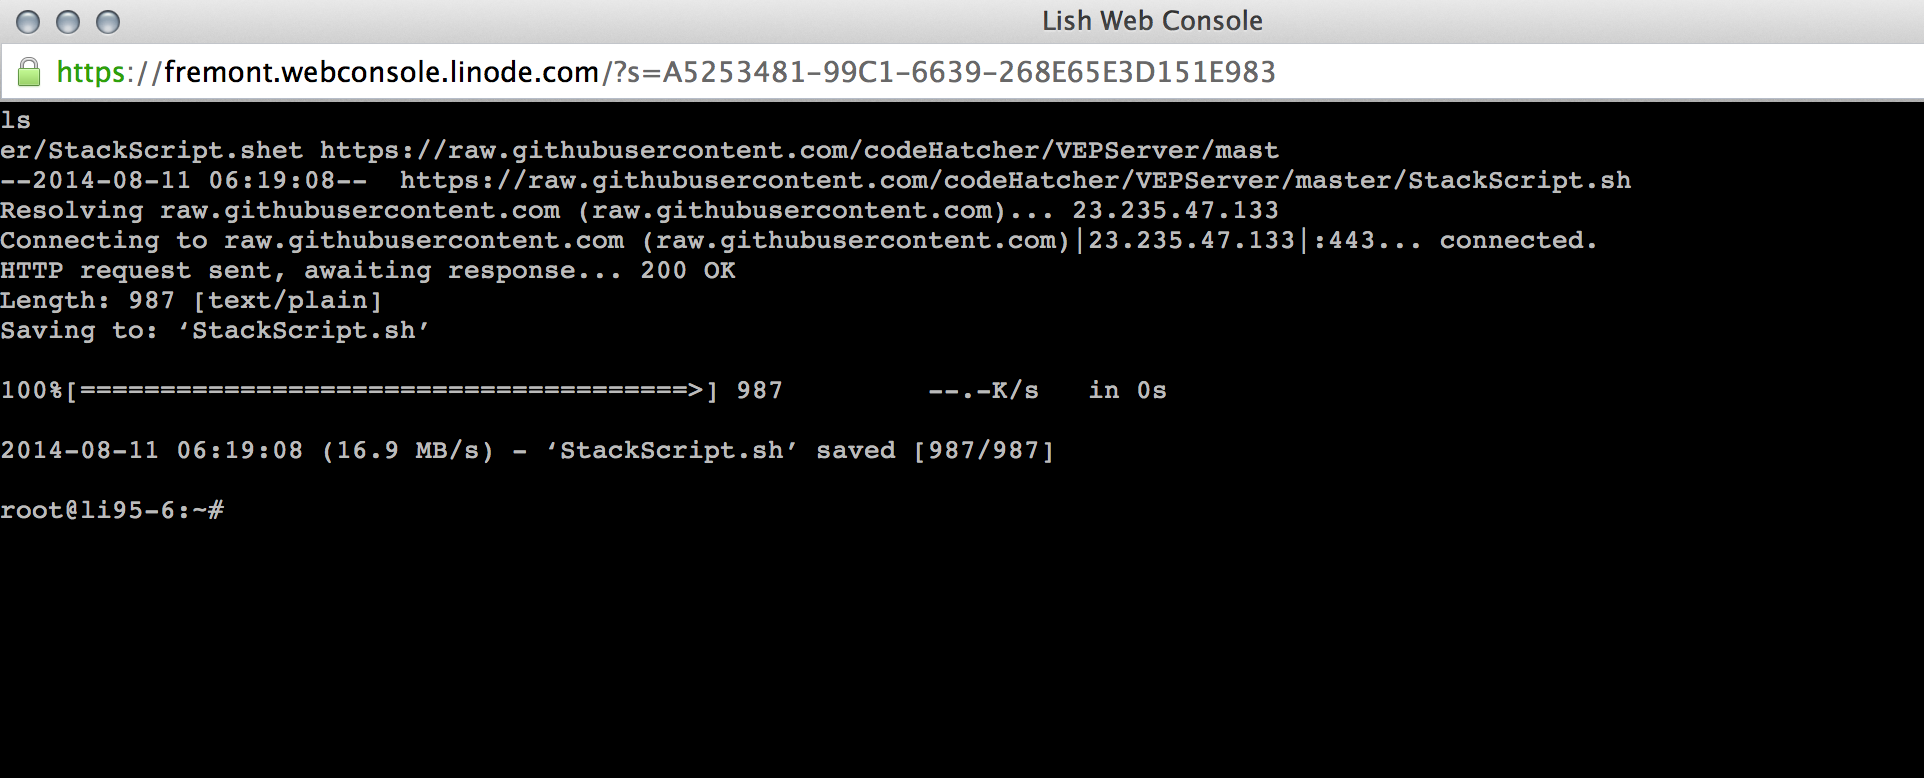 Lish Web Console
https://fremont.webconsole.linode.com/?s=A5253481-99C1-6639-268E65E3D151E983
ls
er/StackScript.shet https://raw.githubusercontent.com/codeHatcher/VEPServer/mast
--2014-08-11 06:19:08--  https://raw.githubusercontent.com/codeHatcher/VEPServer/master/StackScript.sh
Resolving raw.githubusercontent.com (raw.githubusercontent.com)... 23.235.47.133
Connecting to raw.githubusercontent.com (raw.githubusercontent.com)|23.235.47.133|:443... connected.
HTTP request sent, awaiting response... 200 OK
Length: 987 [text/plain]
Saving to: ‘StackScript.sh’
100%[======================================>] 987         --.-K/s   in 0s
2014-08-11 06:19:08 (16.9 MB/s) - ‘StackScript.sh’ saved [987/987]
root@li95-6:~#